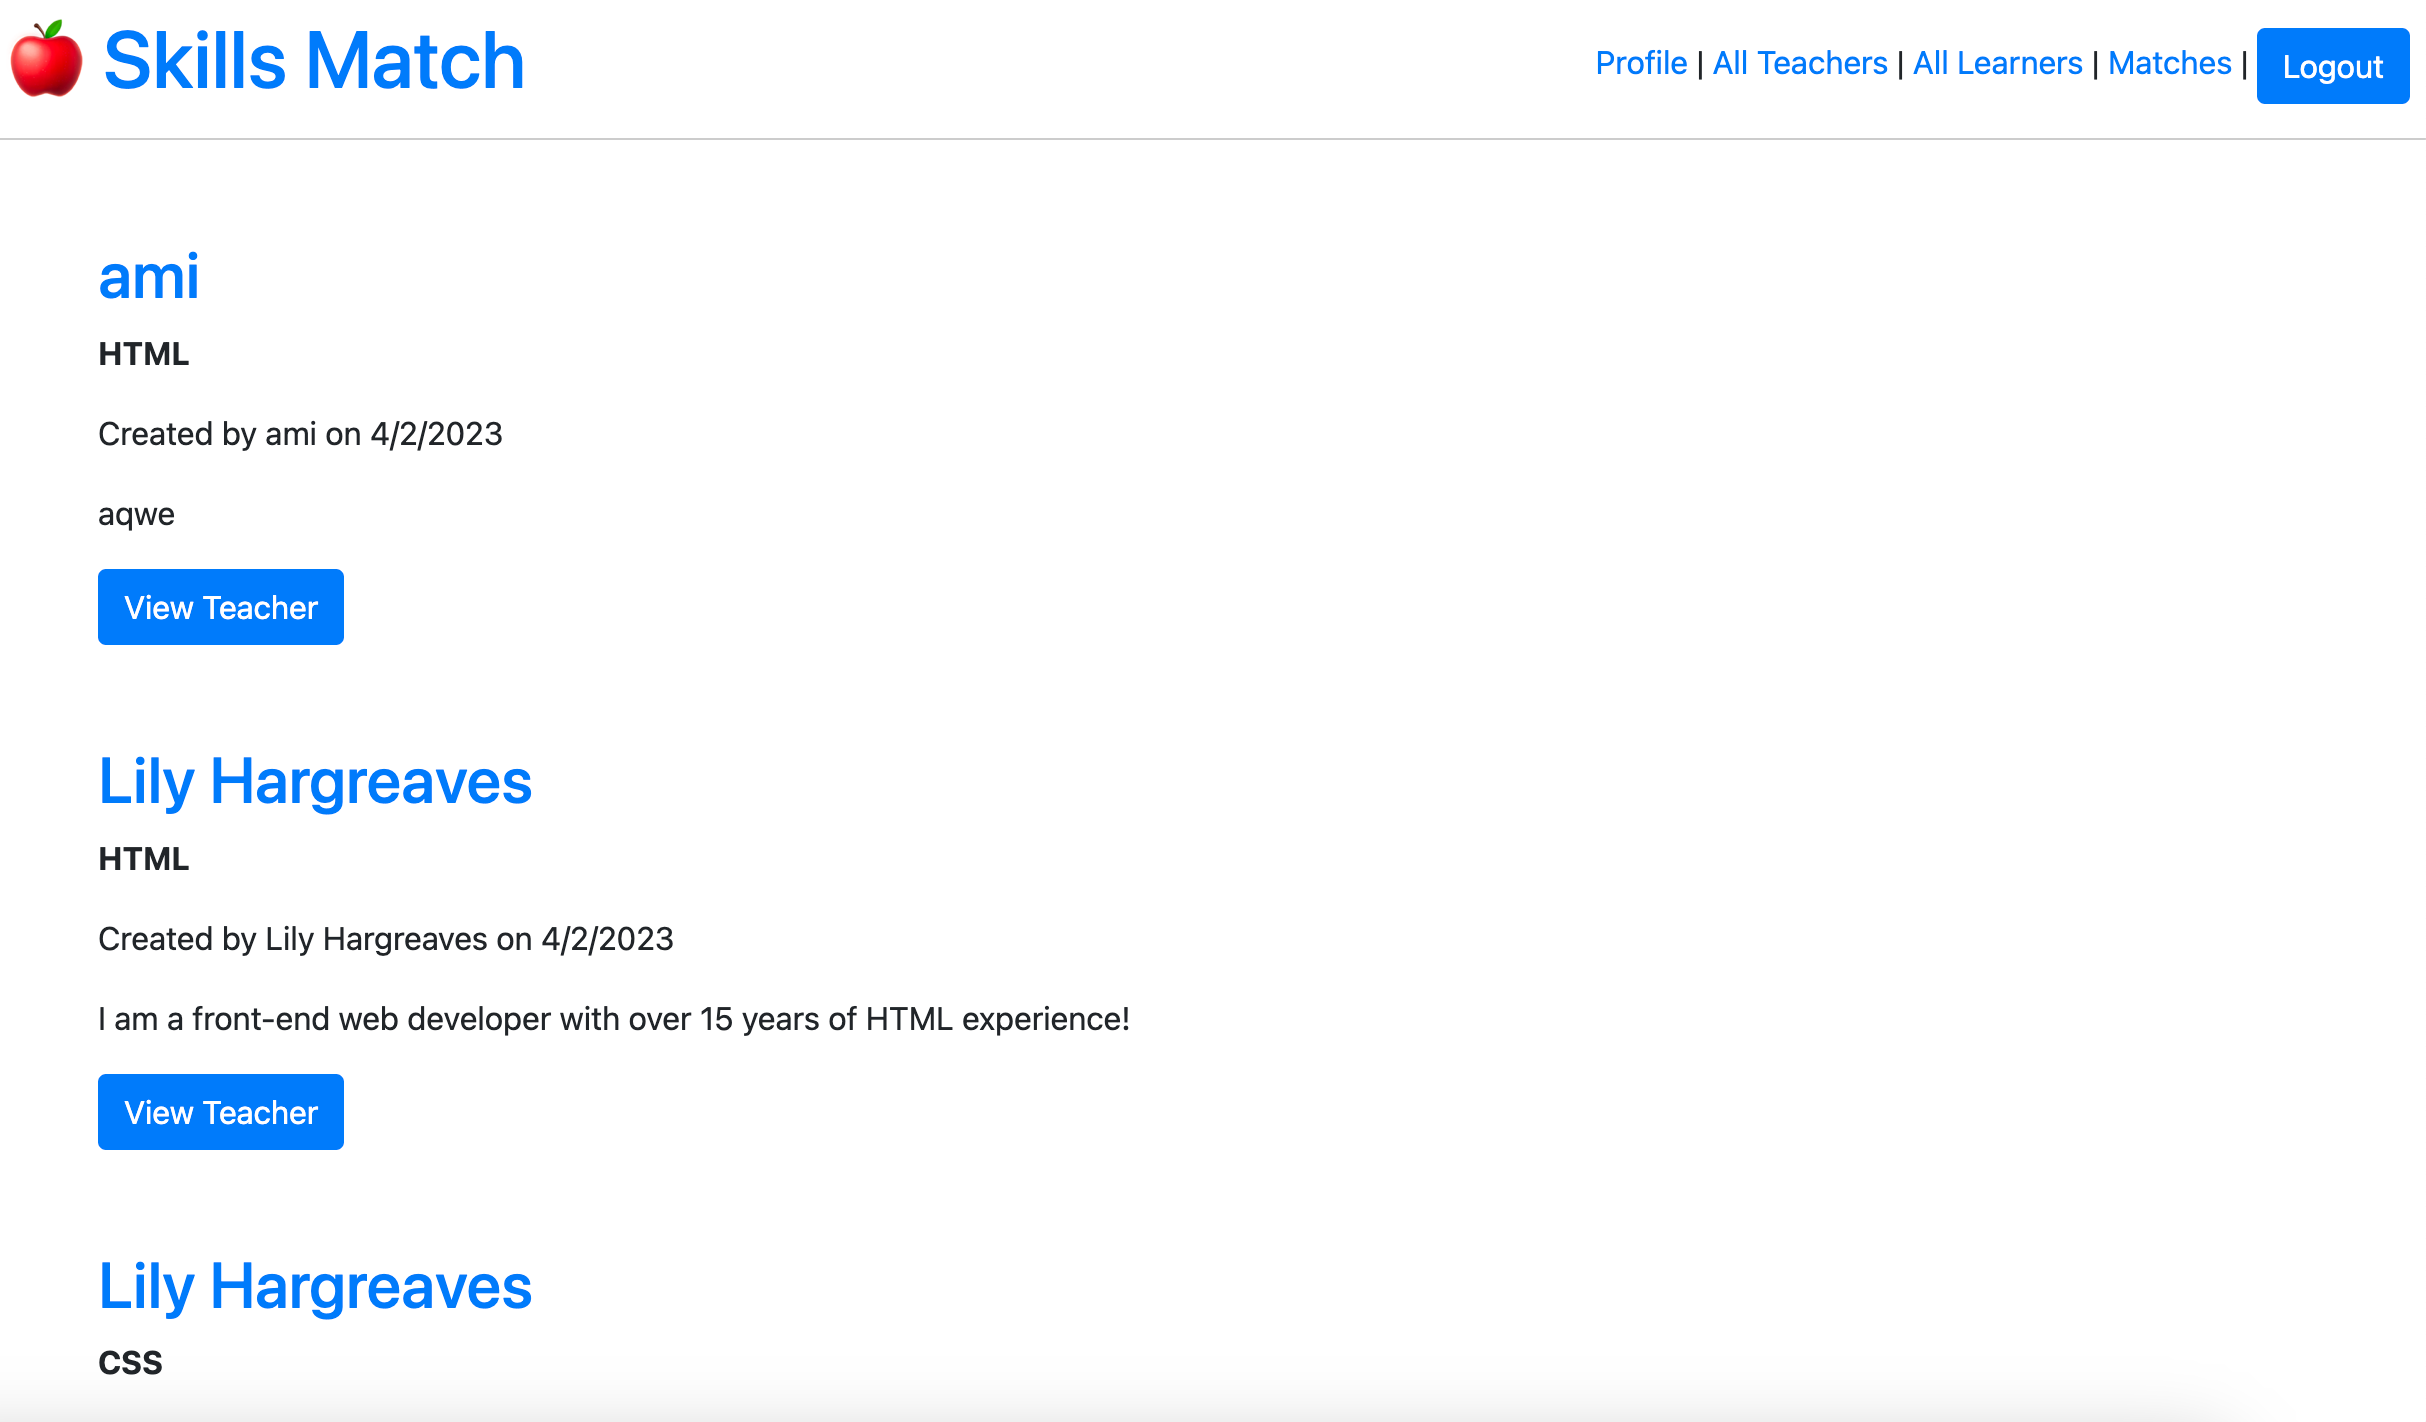 Skills Match
Profile | All Teachers | All Learners | Matches | Logout
ami
HTML
Created by ami on 4/2/2023
aqwe
View Teacher
Lily Hargreaves
HTML
Created by Lily Hargreaves on 4/2/2023
I am a front-end web developer with over 15 years of HTML experience!
View Teacher
Lily Hargreaves
CSS